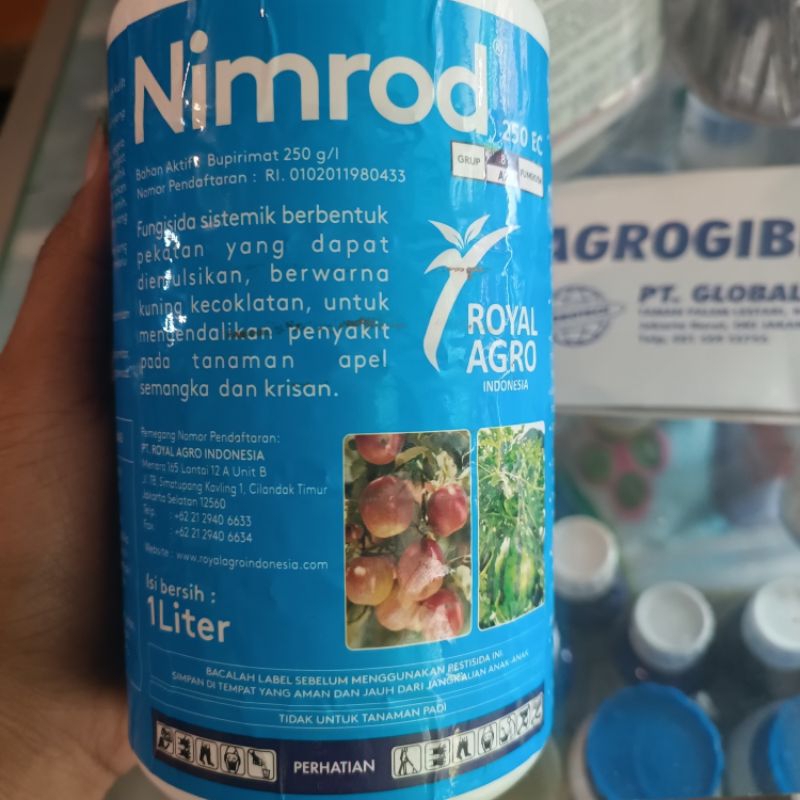 Nimrod®
250 EC
Bahan Aktif : Bupirimat 250 g/l
Nomor Pendaftaran : RI. 0102011980433
GRUP
FUNGISIDA
Fungisida sistemik berbentuk
pekatan yang dapat
diemulsikan, berwarna
kuning kecoklatan, untuk
mengendalikan penyakit
pada tanaman apel
semangka dan krisan.
ROYAL
AGRO
INDONESIA
Pemegang Nomor Pendaftaran:
PT. ROYAL AGRO INDONESIA
Menara 165 Lantai 12 A Unit B
Jl. TB. Simatupang Kavling 1, Cilandak Timur
Jakarta Selatan 12560
Telp. : +62 21 2940 6633
Fax. : +62 21 2940 6634
Website : www.royalagroindonesia.com
Isi bersih :
1Liter
BACALAH LABEL SEBELUM MENGGUNAKAN PESTISIDA INI
SIMPAN DI TEMPAT YANG AMAN DAN JAUH DARI JANGKAUAN ANAK-ANAK
TIDAK UNTUK TANAMAN PADI
PERHATIAN
AGROGIB
PT. GLOBAL